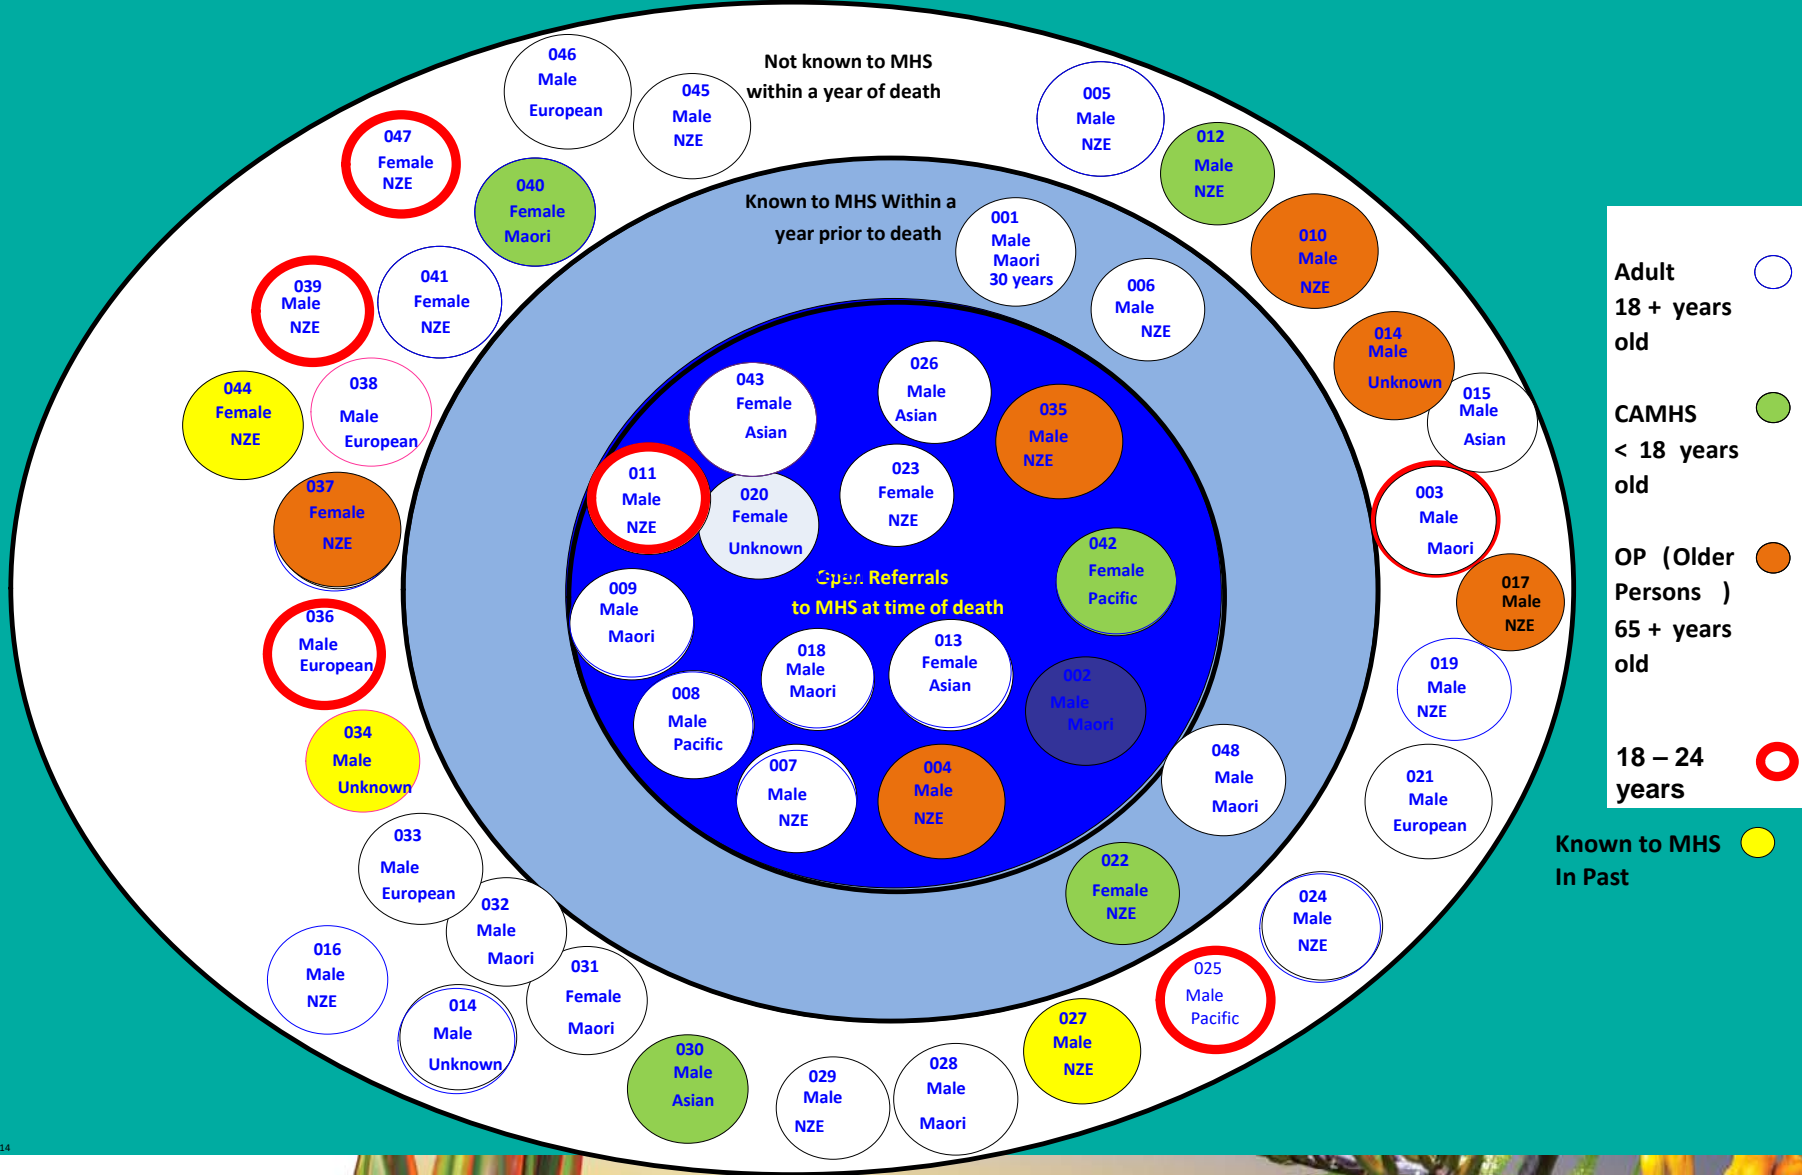 Not known to MHS
within a year of death
046
Male
European
045
Male
NZE
005
Male
NZE
012
Male
NZE
047
Female
NZE
040
Female
Maori
010
Male
NZE
039
Male
NZE
041
Female
NZE
014
Male
Unknown
015
Male
Asian
044
Female
NZE
038
Male
European
003
Male
Maori
037
Female
NZE
017
Male
NZE
036
Male
European
019
Male
NZE
034
Male
Unknown
021
Male
European
033
Male
European
032
Male
Maori
024
Male
NZE
016
Male
NZE
014
Male
Unknown
031
Female
Maori
025
Male
Pacific
030
Male
Asian
029
Male
NZE
028
Male
Maori
027
Male
NZE
Known to MHS Within a
year prior to death
001
Male
Maori
30 years
006
Male
NZE
048
Male
Maori
022
Female
NZE
043
Female
Asian
026
Male
Asian
035
Male
NZE
011
Male
NZE
020
Female
Unknown
023
Female
NZE
042
Female
Pacific
Open Referrals
to MHS at time of death
009
Male
Maori
018
Male
Maori
013
Female
Asian
002
Male
Maori
008
Male
Pacific
007
Male
NZE
004
Male
NZE
Adult
18 + years
old
CAMHS
< 18 years
old
OP (Older
Persons )
65 + years
old
18 – 24
years
Known to MHS
In Past
14